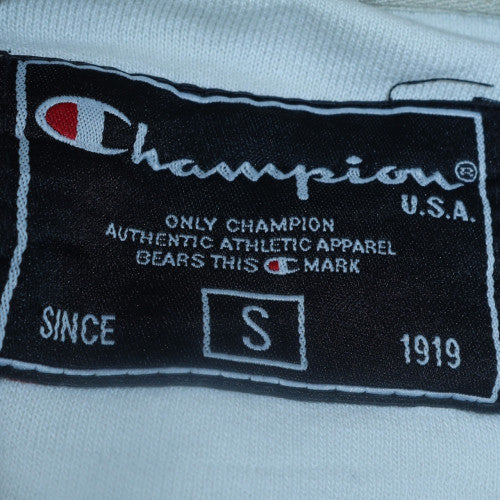 Champion®
U.S.A.
ONLY CHAMPION
AUTHENTIC ATHLETIC APPAREL
BEARS THIS C MARK
SINCE S 1919